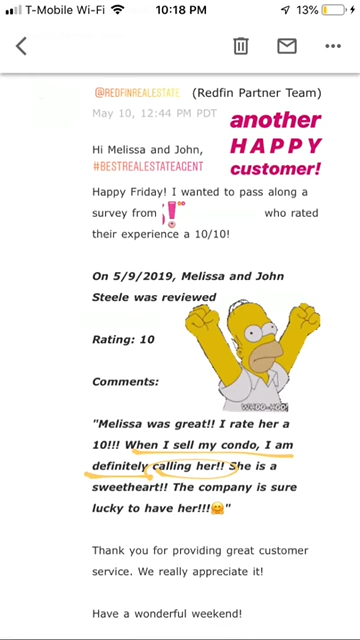 T-Mobile Wi-Fi 10:18 PM 13%
@REDFINREALESTATE (Redfin Partner Team)
May 10, 12:44 PM PDT
another
HAPPY
customer!
Hi Melissa and John,
#BESTREALESTATEAGENT
Happy Friday! I wanted to pass along a
survey from who rated
their experience a 10/10!
On 5/9/2019, Melissa and John
Steele was reviewed
Rating: 10
WHOO-HOO!
Comments:
"Melissa was great!! I rate her a
10!!! When I sell my condo, I am
definitely calling her!! She is a
sweetheart!! The company is sure
lucky to have her!!!🤗"
Thank you for providing great customer
service. We really appreciate it!
Have a wonderful weekend!